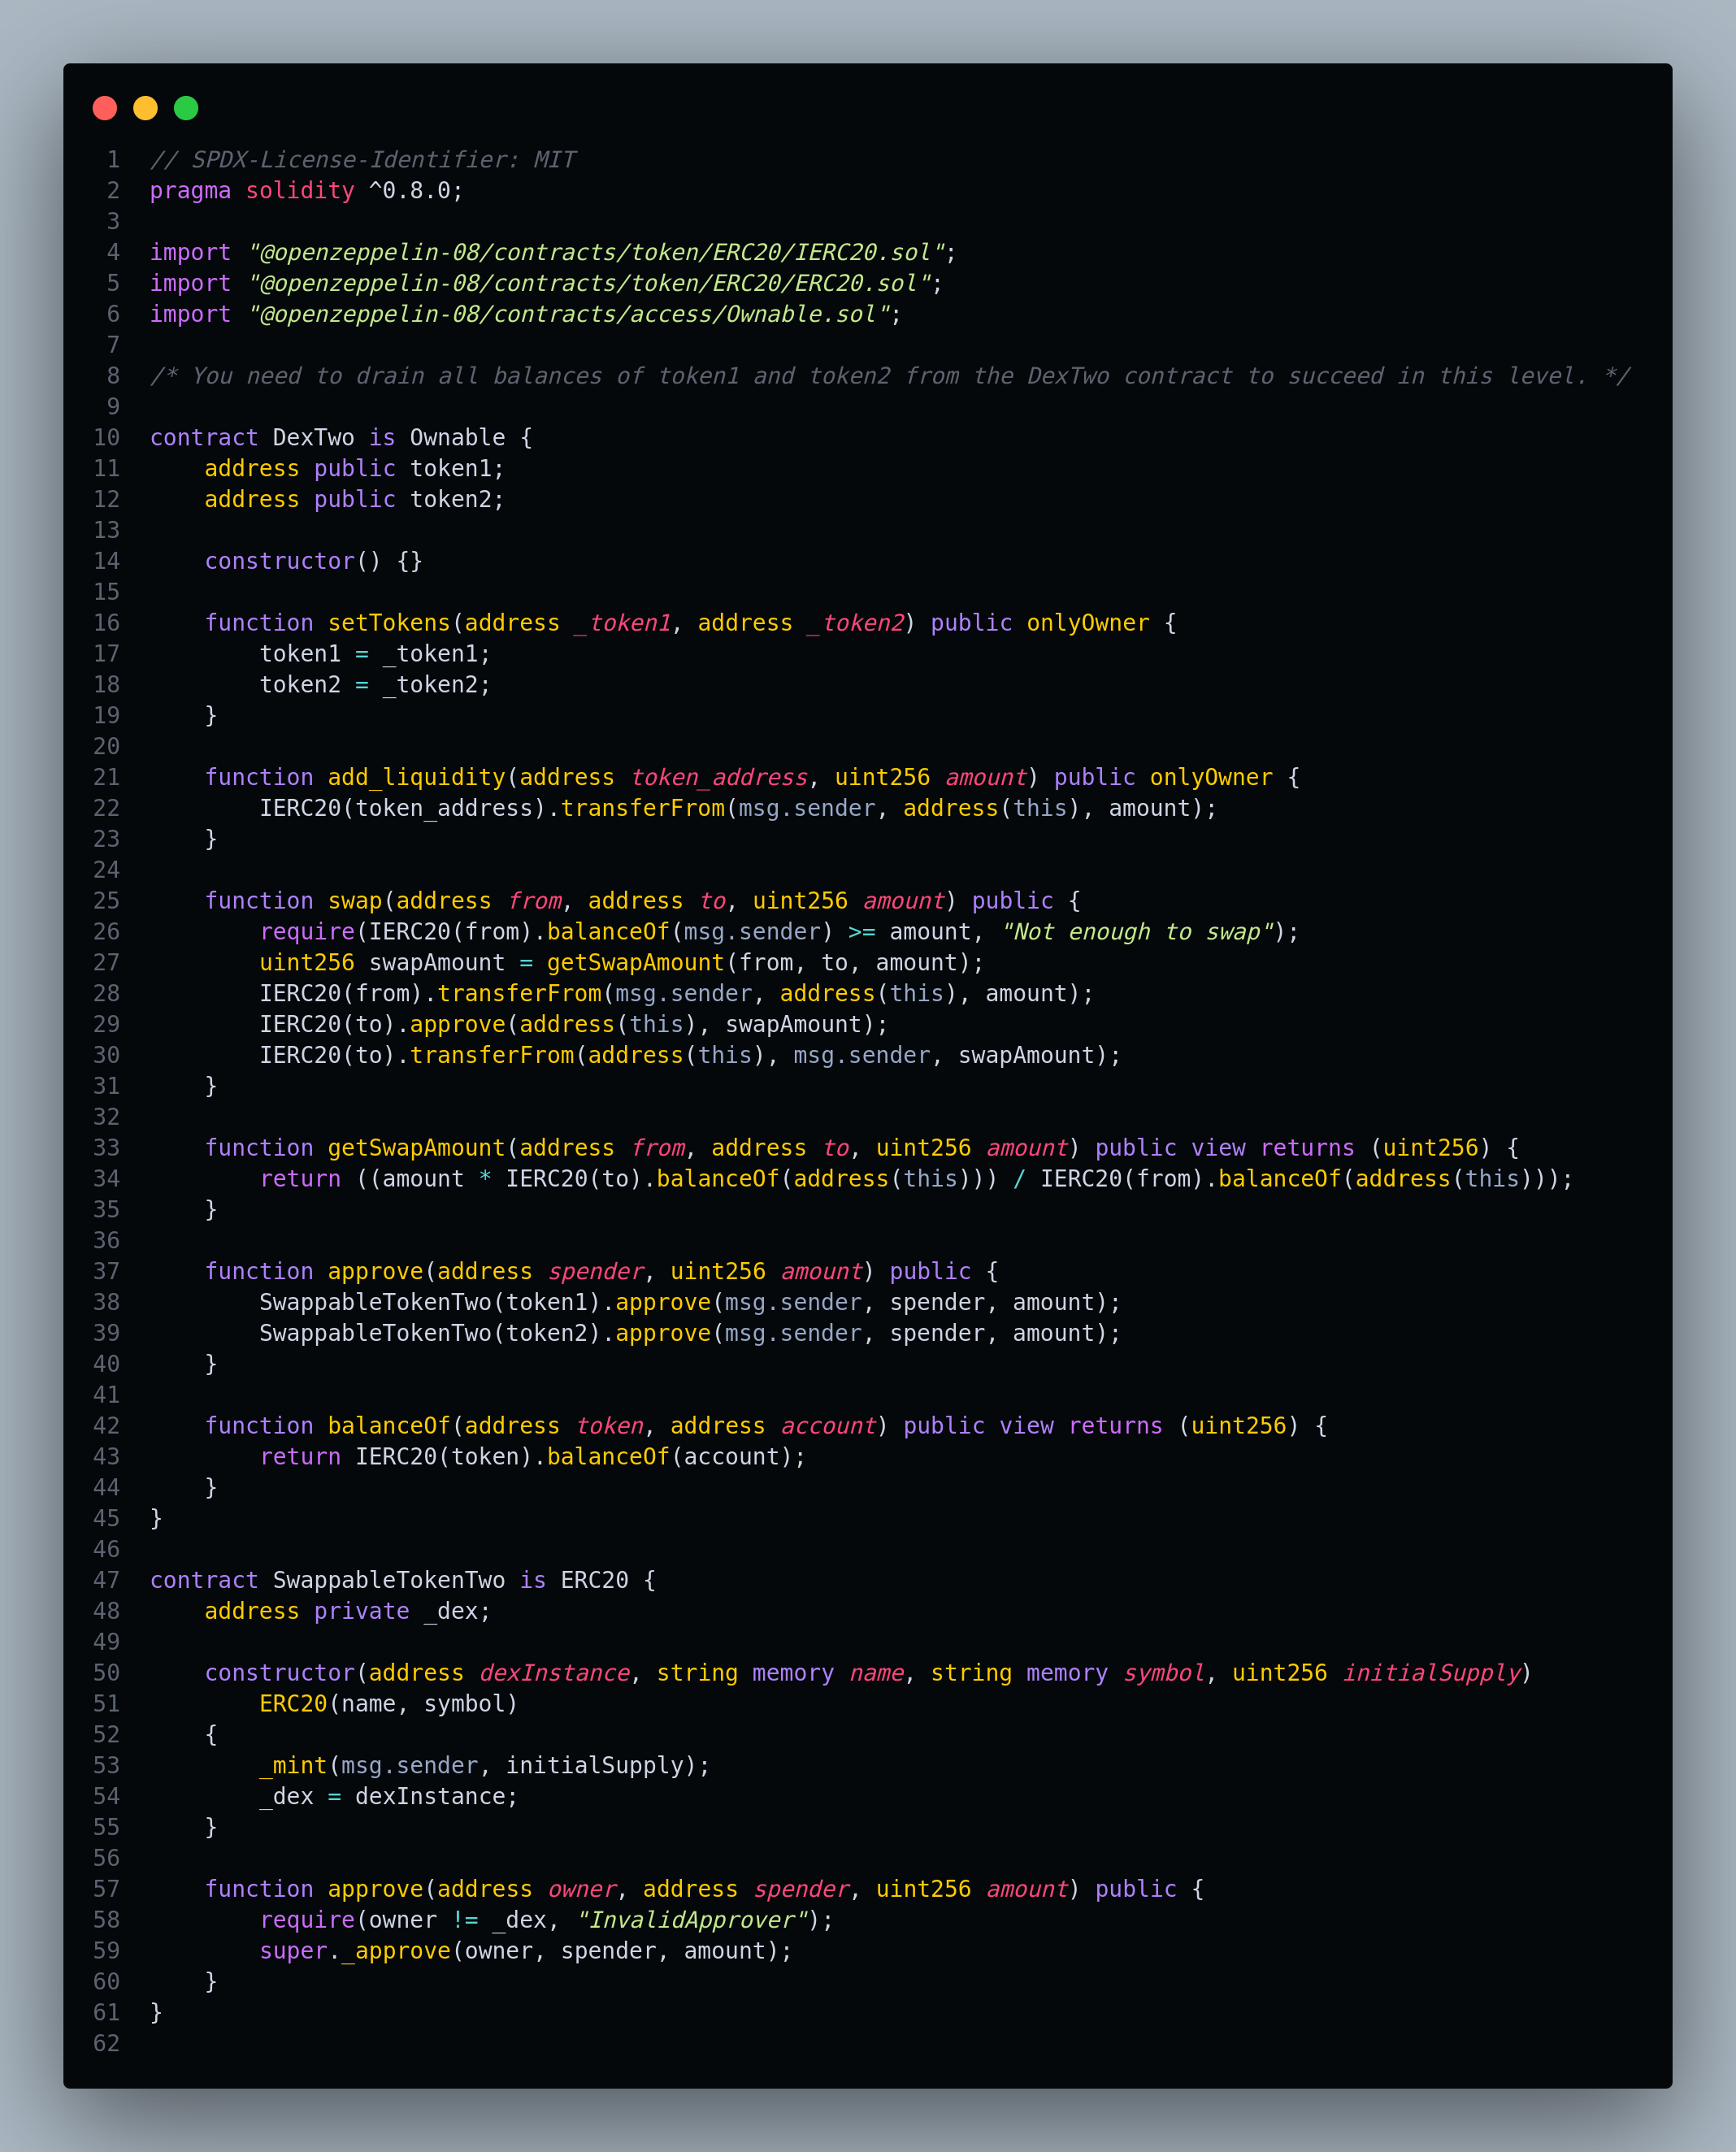 1 // SPDX-License-Identifier: MIT
2 pragma solidity ^0.8.0;
3
4 import "@openzeppelin-08/contracts/token/ERC20/IERC20.sol";
5 import "@openzeppelin-08/contracts/token/ERC20/ERC20.sol";
6 import "@openzeppelin-08/contracts/access/Ownable.sol";
7
8 /* You need to drain all balances of token1 and token2 from the DexTwo contract to succeed in this level. */
9
10 contract DexTwo is Ownable {
11     address public token1;
12     address public token2;
13
14     constructor() {}
15
16     function setTokens(address _token1, address _token2) public onlyOwner {
17         token1 = _token1;
18         token2 = _token2;
19     }
20
21     function add_liquidity(address token_address, uint256 amount) public onlyOwner {
22         IERC20(token_address).transferFrom(msg.sender, address(this), amount);
23     }
24
25     function swap(address from, address to, uint256 amount) public {
26         require(IERC20(from).balanceOf(msg.sender) >= amount, "Not enough to swap");
27         uint256 swapAmount = getSwapAmount(from, to, amount);
28         IERC20(from).transferFrom(msg.sender, address(this), amount);
29         IERC20(to).approve(address(this), swapAmount);
30         IERC20(to).transferFrom(address(this), msg.sender, swapAmount);
31     }
32
33     function getSwapAmount(address from, address to, uint256 amount) public view returns (uint256) {
34         return ((amount * IERC20(to).balanceOf(address(this))) / IERC20(from).balanceOf(address(this)));
35     }
36
37     function approve(address spender, uint256 amount) public {
38         SwappableTokenTwo(token1).approve(msg.sender, spender, amount);
39         SwappableTokenTwo(token2).approve(msg.sender, spender, amount);
40     }
41
42     function balanceOf(address token, address account) public view returns (uint256) {
43         return IERC20(token).balanceOf(account);
44     }
45 }
46
47 contract SwappableTokenTwo is ERC20 {
48     address private _dex;
49
50     constructor(address dexInstance, string memory name, string memory symbol, uint256 initialSupply)
51         ERC20(name, symbol)
52     {
53         _mint(msg.sender, initialSupply);
54         _dex = dexInstance;
55     }
56
57     function approve(address owner, address spender, uint256 amount) public {
58         require(owner != _dex, "InvalidApprover");
59         super._approve(owner, spender, amount);
60     }
61 }
62